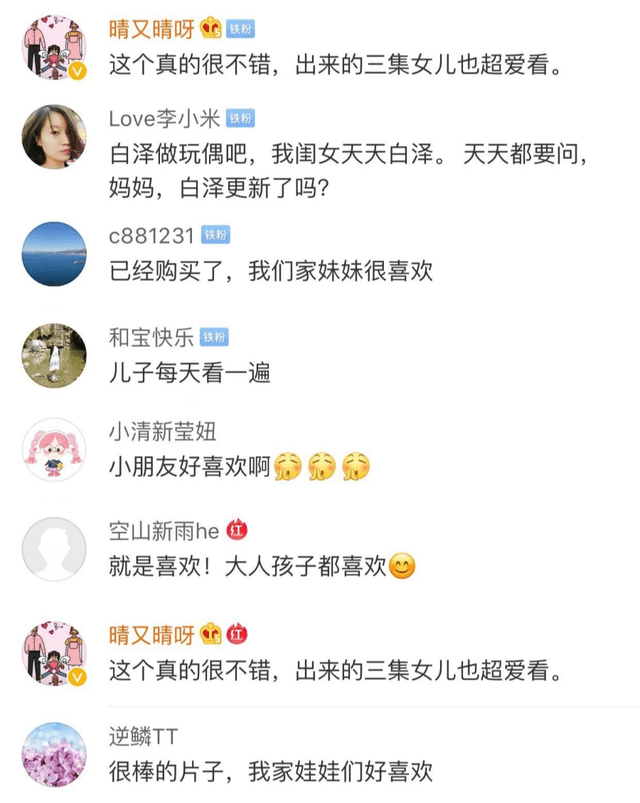 晴又晴呀 铁粉
这个真的很不错，出来的三集女儿也超爱看。
Love李小米 铁粉
白泽做玩偶吧，我闺女天天白泽。 天天都要问，
妈妈，白泽更新了吗？
c881231 铁粉
已经购买了，我们家妹妹很喜欢
和宝快乐 铁粉
儿子每天看一遍
小清新莹妞
小朋友好喜欢啊
空山新雨he 红
就是喜欢！大人孩子都喜欢
晴又晴呀 红
这个真的很不错，出来的三集女儿也超爱看。
逆鳞TT
很棒的片子，我家娃娃们好喜欢